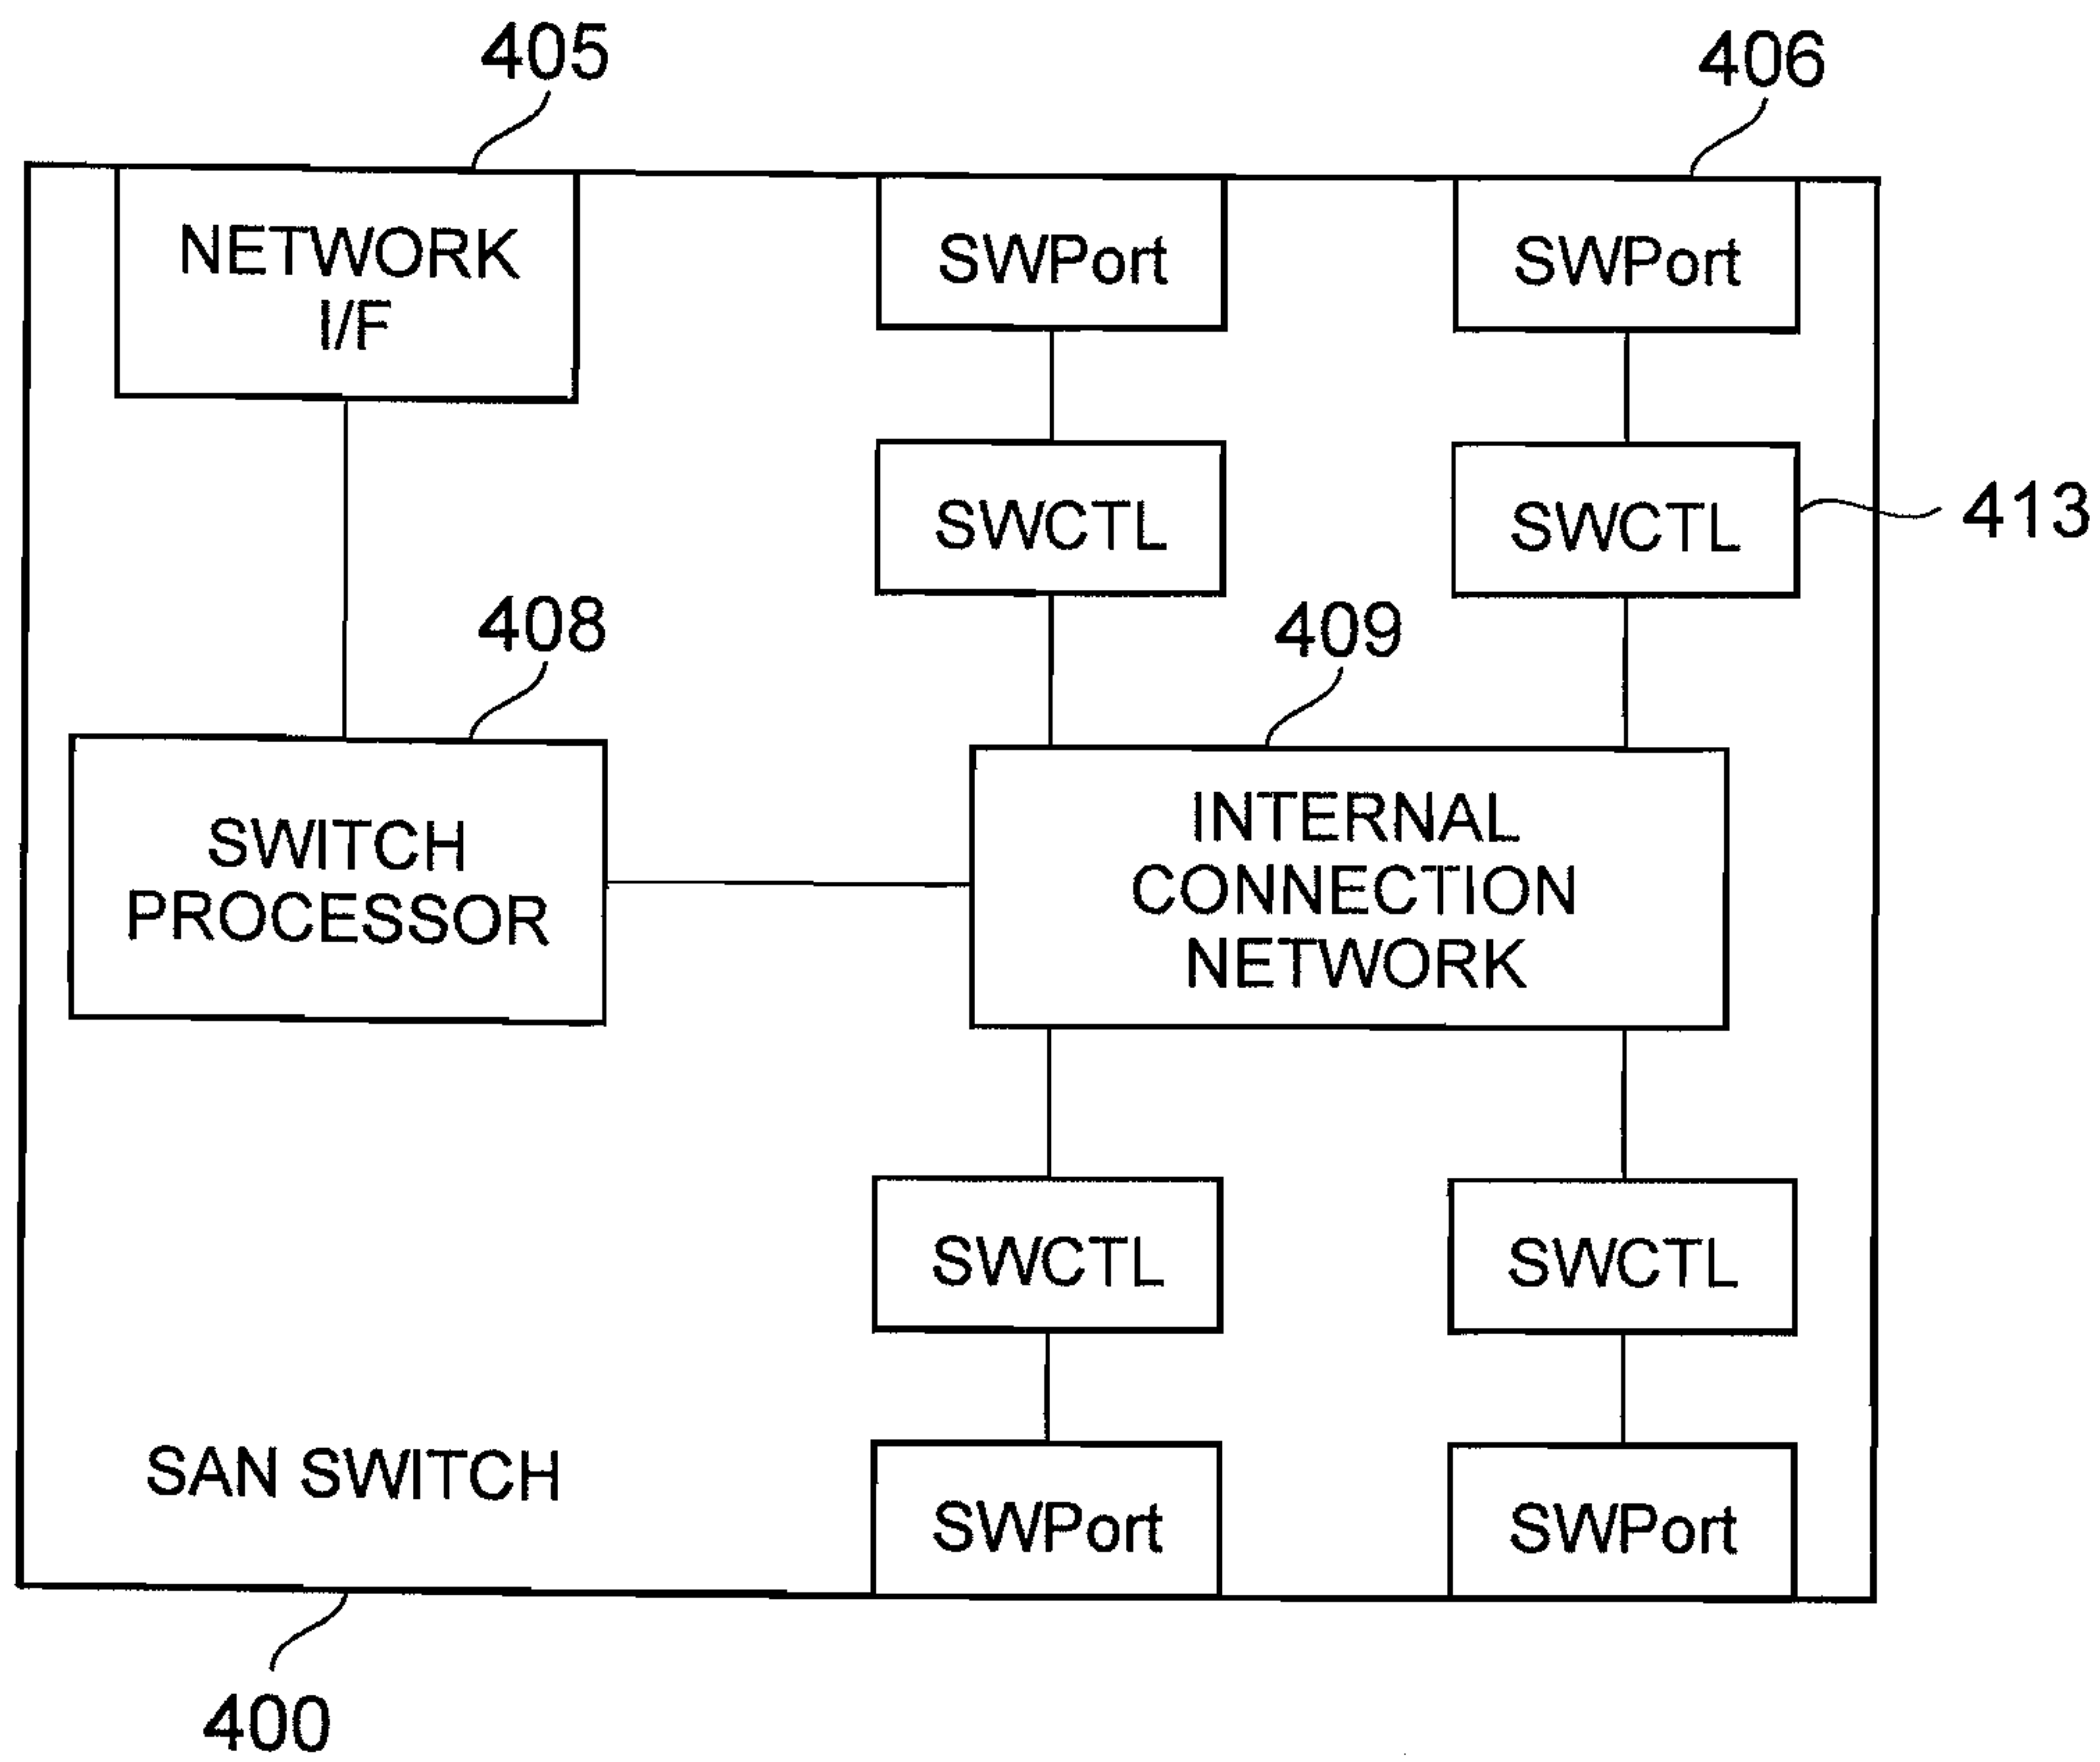 405
406
NETWORK
I/F
SWPort
SWPort
SWCTL
SWCTL
413
408
409
SWITCH
PROCESSOR
INTERNAL
CONNECTION
NETWORK
SWCTL
SWCTL
SAN SWITCH
SWPort
SWPort
400